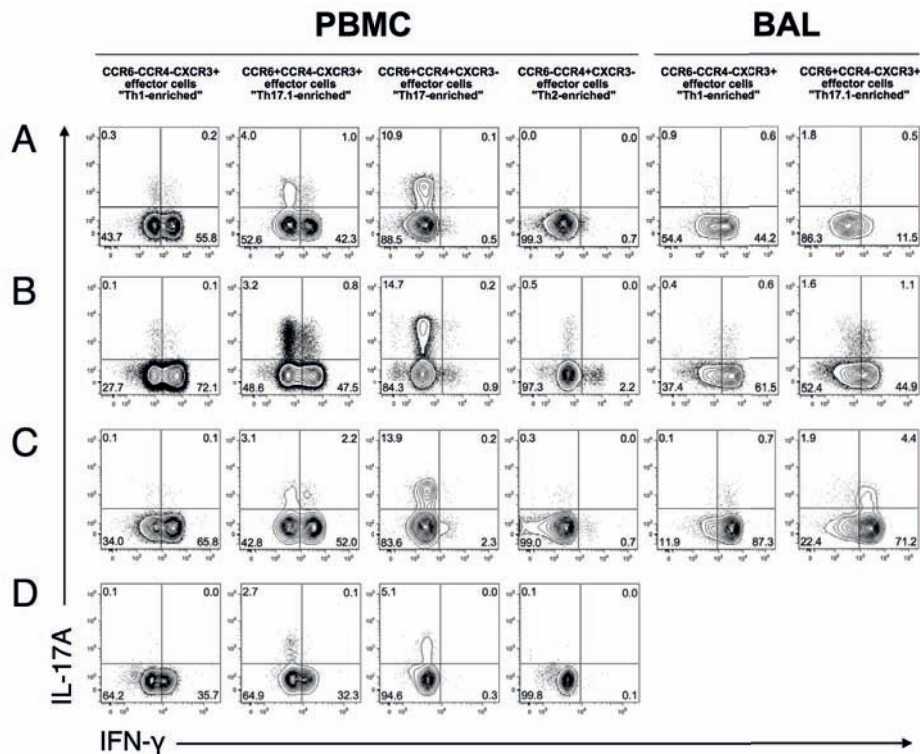 PBMC BAL
CCR6-CCR4-CXCR3+ CCR6+CCR4-CXCR3+ CCR6+CCR4+CXCR3- CCR6-CCR4+CXCR3- CCR6-CCR4-CXCR3+ CCR6+CCR4-CXCR3+
effector cells effector cells effector cells effector cells effector cells effector cells
"Th1-enriched" "Th17.1-enriched" "Th17-enriched" "Th2-enriched" "Th1-enriched" "Th17.1-enriched"
A
0.3 0.2 4.0 1.0 10.9 0.1 0.0 0.0 0.9 0.6 1.8 0.5
43.7 55.8 52.6 42.3 88.5 0.5 99.3 0.7 54.4 44.2 86.3 11.5
B
0.1 0.1 3.2 0.8 14.7 0.2 0.5 0.0 0.4 0.6 1.6 1.1
27.7 72.1 48.6 47.5 84.3 0.9 97.3 2.2 37.4 61.5 52.4 44.9
C
0.1 0.1 3.1 2.2 13.9 0.2 0.3 0.0 0.1 0.7 1.9 4.4
34.0 65.8 42.8 52.0 83.6 2.3 99.0 0.7 11.9 87.3 22.4 71.2
D
0.1 0.0 2.7 0.1 5.1 0.0 0.1 0.0
64.2 35.7 64.9 32.3 94.6 0.3 99.8 0.1
IL-17A
IFN-γ